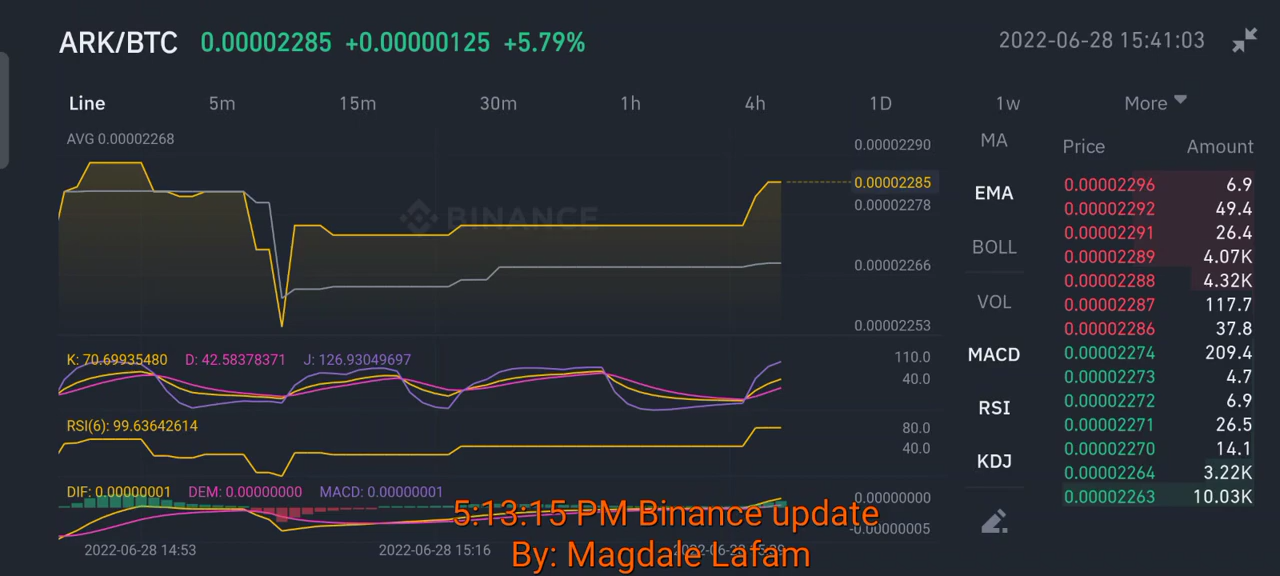 ARK/BTC 0.00002285 +0.00000125 +5.79% 2022-06-28 15:41:03
Line 5m 15m 30m 1h 4h 1D 1w More
AVG 0.00002268
0.00002290
0.00002285
0.00002278
0.00002266
0.00002253
BINANCE
K: 70.69935480 D: 42.58378371 J: 126.93049697
110.0
40.0
RSI(6): 99.63642614
80.0
40.0
DIF: 0.00000001 DEM: 0.00000000 MACD: 0.00000001
0.00000000
-0.00000005
2022-06-28 14:53 2022-06-28 15:16
MA
EMA
BOLL
VOL
MACD
RSI
KDJ
Price Amount
0.00002296 6.9
0.00002292 49.4
0.00002291 26.4
0.00002289 4.07K
0.00002288 4.32K
0.00002287 117.7
0.00002286 37.8
0.00002274 209.4
0.00002273 4.7
0.00002272 6.9
0.00002271 26.5
0.00002270 14.1
0.00002264 3.22K
0.00002263 10.03K
5:13:15 PM Binance update
By: Magdale Lafam